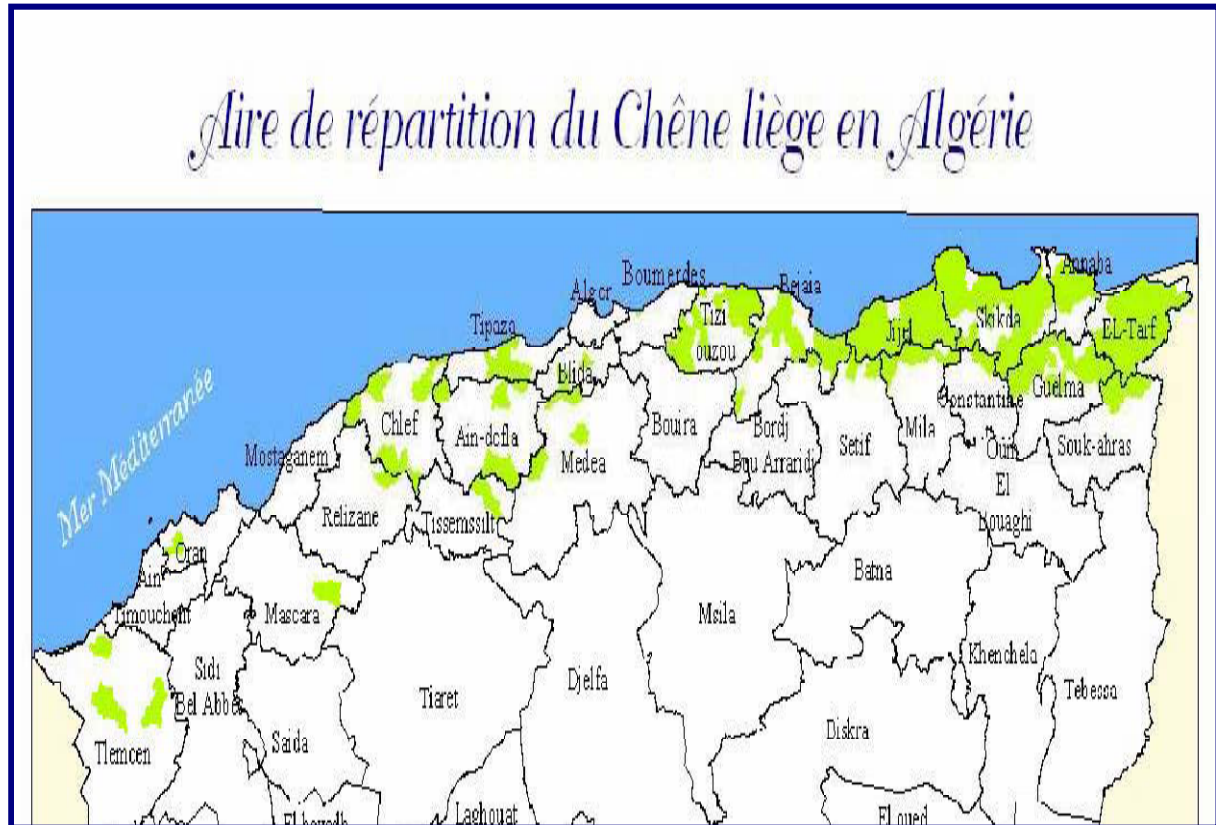 Aire de répartition du Chêne liège en Algérie
Mer Méditerranée
Boumerdes
Annaba
Alger
Bejaia
Tipaza
Tizi
ouzou
Jijel
Skikda
EL-Tarf
Blida
Guelma
Constantine
Chlef
Ain-defla
Medea
Bouira
Bordj
Bou Arraridj
Setif
Mila
Oum
El
Bouaghi
Souk-ahras
Mostaganem
Relizane
Tissemssilt
Oran
Ain
Timouchent
Mascara
Batna
Msila
Khenchela
Sidi
Bel Abbes
Tiaret
Djelfa
Tebessa
Tlemcen
Saida
Diskra
Laghouat
El oued